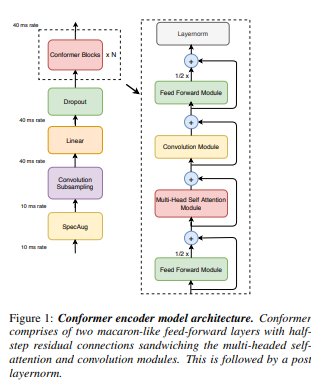 40 ms rate
Conformer Blocks
x N
Dropout
40 ms rate
Linear
40 ms rate
Convolution
Subsampling
10 ms rate
SpecAug
10 ms rate
Layernorm
+
1/2 x
Feed Forward Module
+
Convolution Module
+
Multi-Head Self Attention
Module
+
1/2 x
Feed Forward Module
Figure 1: Conformer encoder model architecture. Conformer
comprises of two macaron-like feed-forward layers with half-
step residual connections sandwiching the multi-headed self-
attention and convolution modules. This is followed by a post
layernorm.